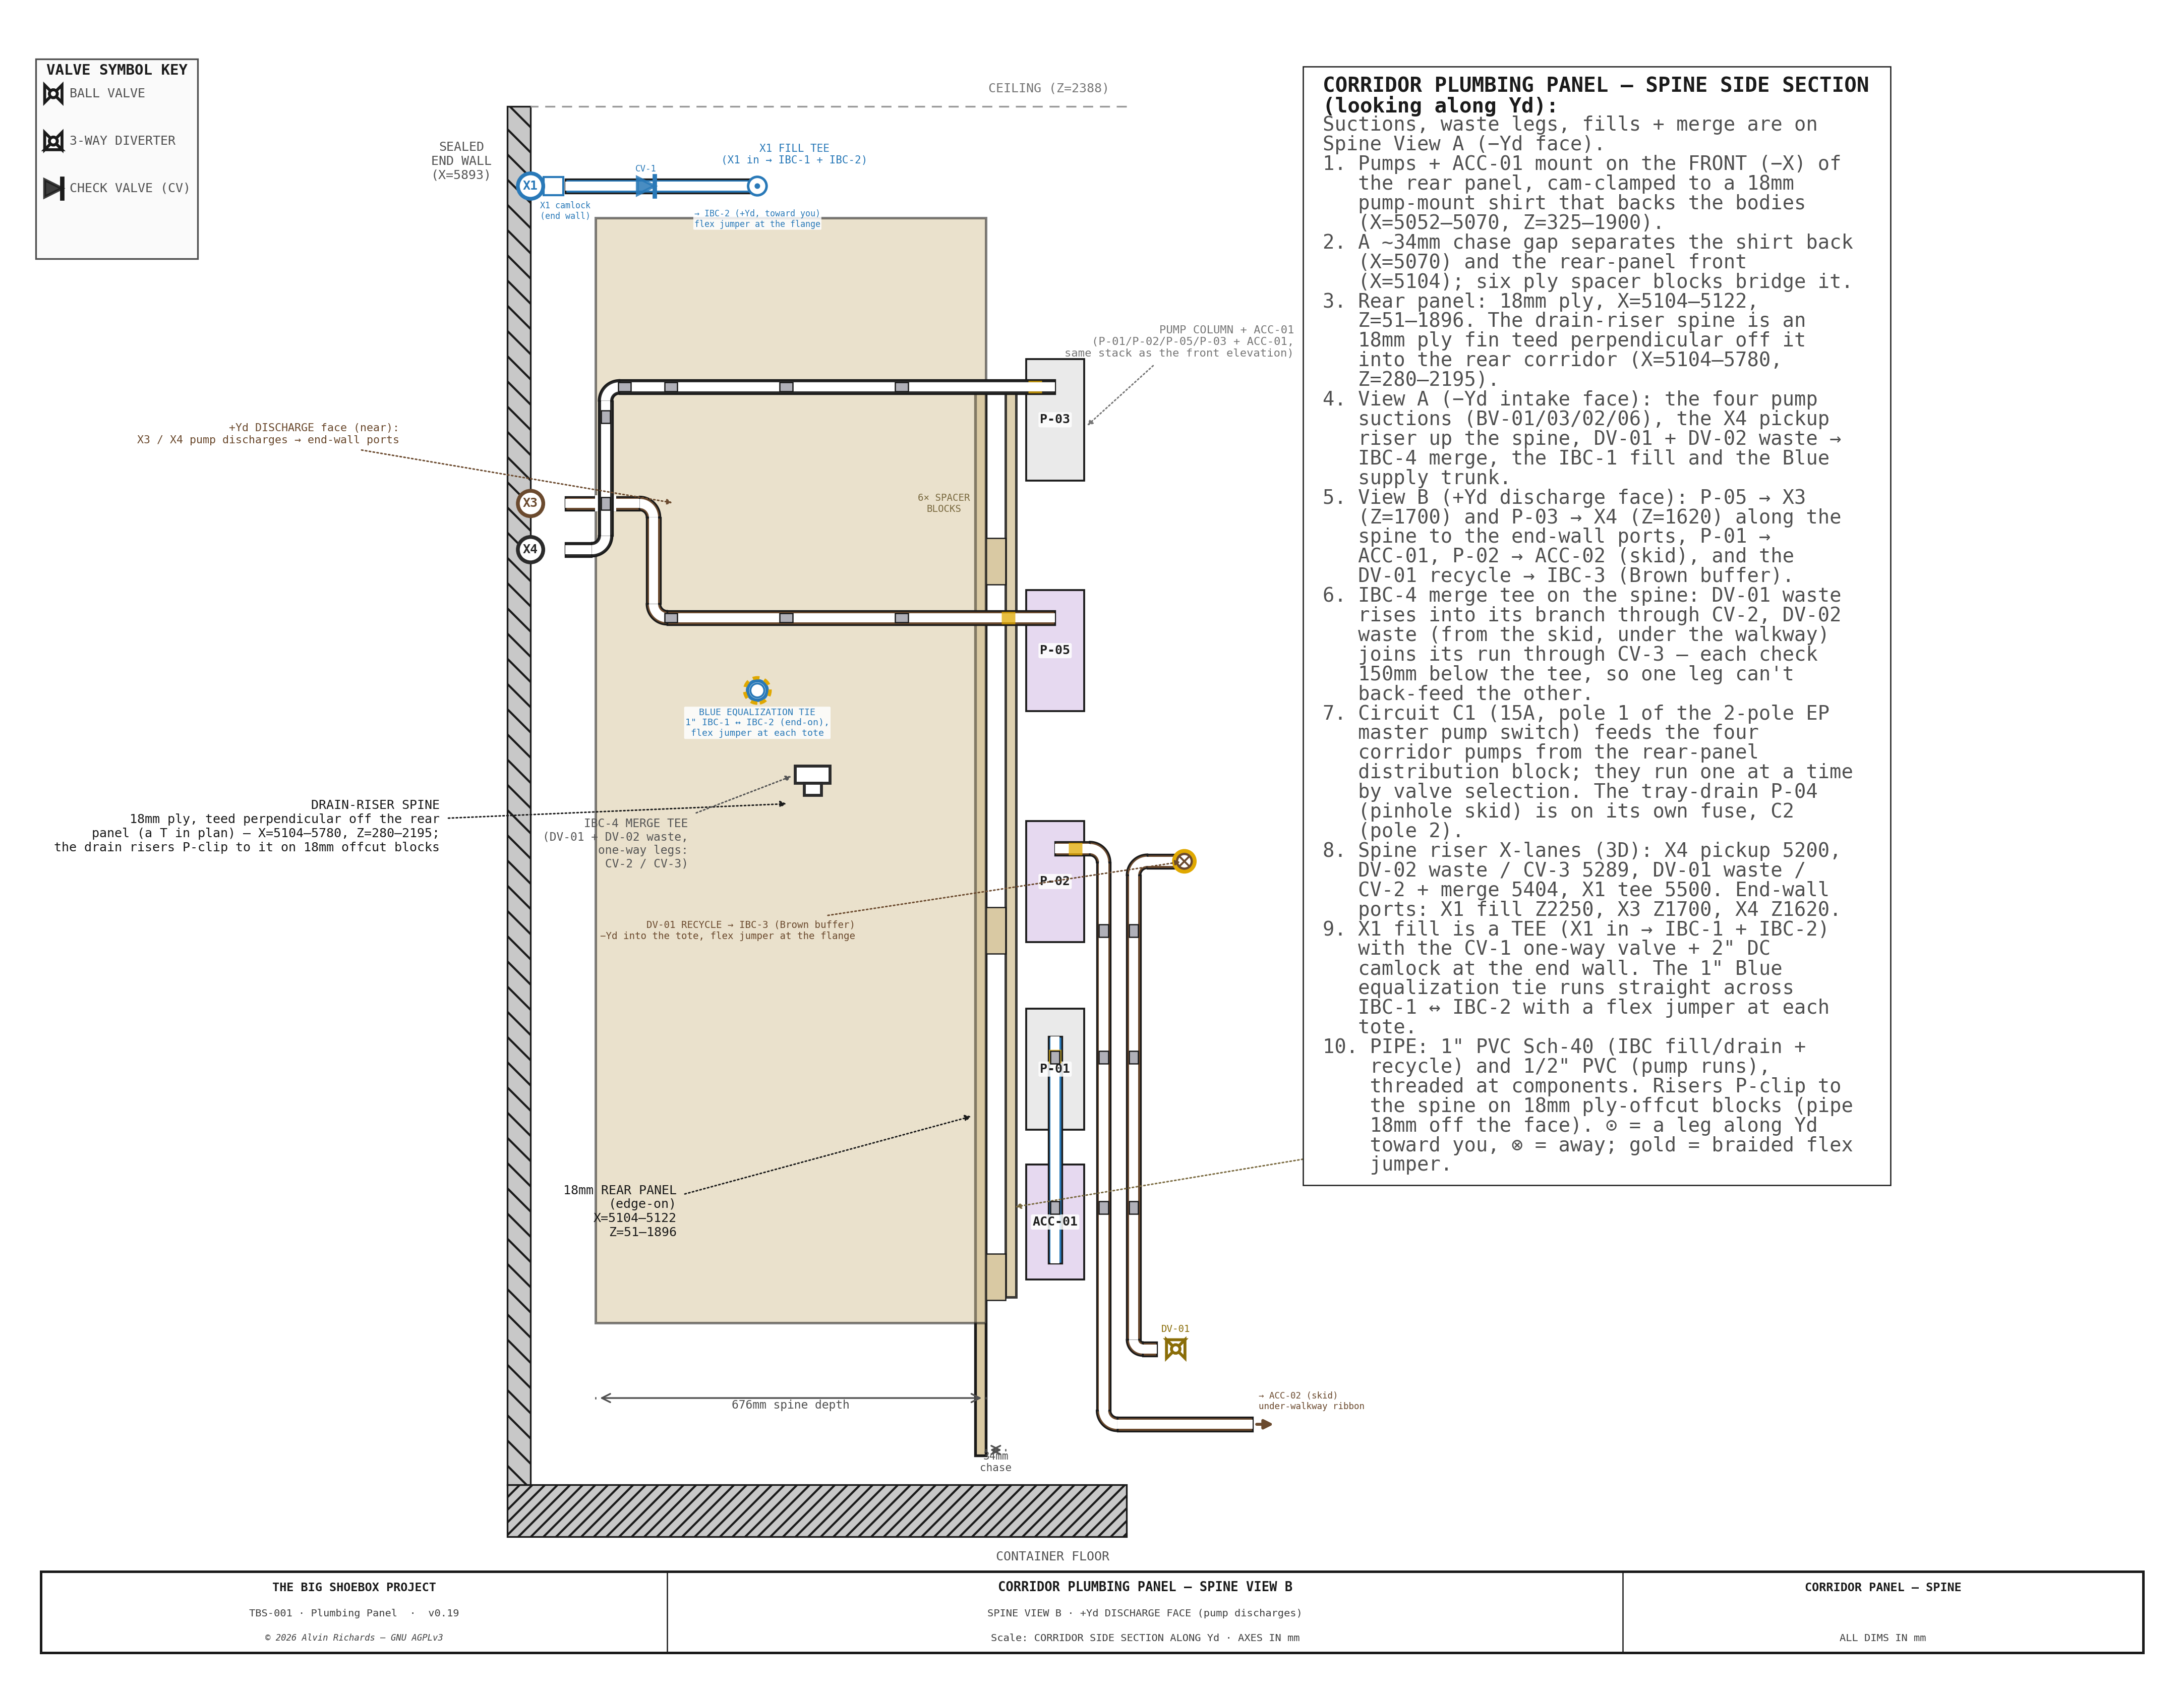 VALVE SYMBOL KEY
BALL VALVE
3-WAY DIVERTER
CHECK VALVE (CV)
CEILING (Z=2388)
SEALED
END WALL
(X=5893)
X1 FILL TEE
(X1 in → IBC-1 + IBC-2)
CV-1
X1
X1 camlock
(end wall)
→ IBC-2 (+Yd, toward you)
flex jumper at the flange
PUMP COLUMN + ACC-01
(P-01/P-02/P-05/P-03 + ACC-01,
same stack as the front elevation)
P-03
+Yd DISCHARGE face (near):
X3 / X4 pump discharges → end-wall ports
X3
X4
6× SPACER
BLOCKS
P-05
BLUE EQUALIZATION TIE
1" IBC-1 ↔ IBC-2 (end-on),
flex jumper at each tote
DRAIN-RISER SPINE
18mm ply, teed perpendicular off the rear
panel (a T in plan) — X=5104–5780, Z=280–2195;
the drain risers P-clip to it on 18mm offcut blocks
IBC-4 MERGE TEE
(DV-01 + DV-02 waste,
one-way legs:
CV-2 / CV-3)
P-02
DV-01 RECYCLE → IBC-3 (Brown buffer)
−Yd into the tote, flex jumper at the flange
P-01
18mm REAR PANEL
(edge-on)
X=5104–5122
Z=51–1896
ACC-01
DV-01
→ ACC-02 (skid)
under-walkway ribbon
676mm spine depth
34mm
chase
CONTAINER FLOOR
CORRIDOR PLUMBING PANEL — SPINE SIDE SECTION
(looking along Yd):
Suctions, waste legs, fills + merge are on
Spine View A (−Yd face).
1. Pumps + ACC-01 mount on the FRONT (−X) of
the rear panel, cam-clamped to a 18mm
pump-mount shirt that backs the bodies
(X=5052–5070, Z=325–1900).
2. A ~34mm chase gap separates the shirt back
(X=5070) and the rear-panel front
(X=5104); six ply spacer blocks bridge it.
3. Rear panel: 18mm ply, X=5104–5122,
Z=51–1896. The drain-riser spine is an
18mm ply fin teed perpendicular off it
into the rear corridor (X=5104–5780,
Z=280–2195).
4. View A (−Yd intake face): the four pump
suctions (BV-01/03/02/06), the X4 pickup
riser up the spine, DV-01 + DV-02 waste →
IBC-4 merge, the IBC-1 fill and the Blue
supply trunk.
5. View B (+Yd discharge face): P-05 → X3
(Z=1700) and P-03 → X4 (Z=1620) along the
spine to the end-wall ports, P-01 →
ACC-01, P-02 → ACC-02 (skid), and the
DV-01 recycle → IBC-3 (Brown buffer).
6. IBC-4 merge tee on the spine: DV-01 waste
rises into its branch through CV-2, DV-02
waste (from the skid, under the walkway)
joins its run through CV-3 — each check
150mm below the tee, so one leg can't
back-feed the other.
7. Circuit C1 (15A, pole 1 of the 2-pole EP
master pump switch) feeds the four
corridor pumps from the rear-panel
distribution block; they run one at a time
by valve selection. The tray-drain P-04
(pinhole skid) is on its own fuse, C2
(pole 2).
8. Spine riser X-lanes (3D): X4 pickup 5200,
DV-02 waste / CV-3 5289, DV-01 waste /
CV-2 + merge 5404, X1 tee 5500. End-wall
ports: X1 fill Z2250, X3 Z1700, X4 Z1620.
9. X1 fill is a TEE (X1 in → IBC-1 + IBC-2)
with the CV-1 one-way valve + 2" DC
camlock at the end wall. The 1" Blue
equalization tie runs straight across
IBC-1 ↔ IBC-2 with a flex jumper at each
tote.
10. PIPE: 1" PVC Sch-40 (IBC fill/drain +
recycle) and 1/2" PVC (pump runs),
threaded at components. Risers P-clip to
the spine on 18mm ply-offcut blocks (pipe
18mm off the face). ⊙ = a leg along Yd
toward you, ⊗ = away; gold = braided flex
jumper.
THE BIG SHOEBOX PROJECT
TBS-001 · Plumbing Panel · v0.19
© 2026 Alvin Richards — GNU AGPLv3
CORRIDOR PLUMBING PANEL — SPINE VIEW B
SPINE VIEW B · +Yd DISCHARGE FACE (pump discharges)
Scale: CORRIDOR SIDE SECTION ALONG Yd · AXES IN mm
CORRIDOR PANEL — SPINE
ALL DIMS IN mm